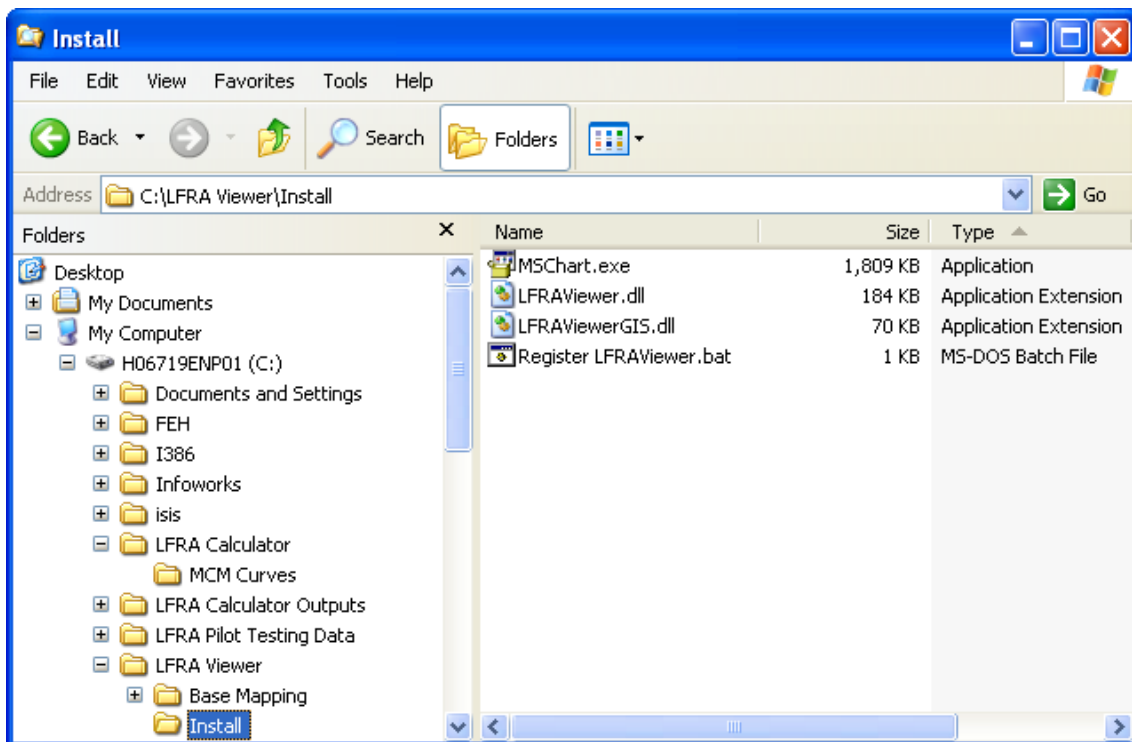 Install
File Edit View Favorites Tools Help
Back Search Folders
Address C:\LFRA Viewer\Install Go
Folders
Name Size Type
Desktop
My Documents
My Computer
H06719ENP01 (C:)
Documents and Settings
FEH
I386
Infoworks
isis
LFRA Calculator
MCM Curves
LFRA Calculator Outputs
LFRA Pilot Testing Data
LFRA Viewer
Base Mapping
Install
MSChart.exe 1,809 KB Application
LFRAViewer.dll 184 KB Application Extension
LFRAViewerGIS.dll 70 KB Application Extension
Register LFRAViewer.bat 1 KB MS-DOS Batch File